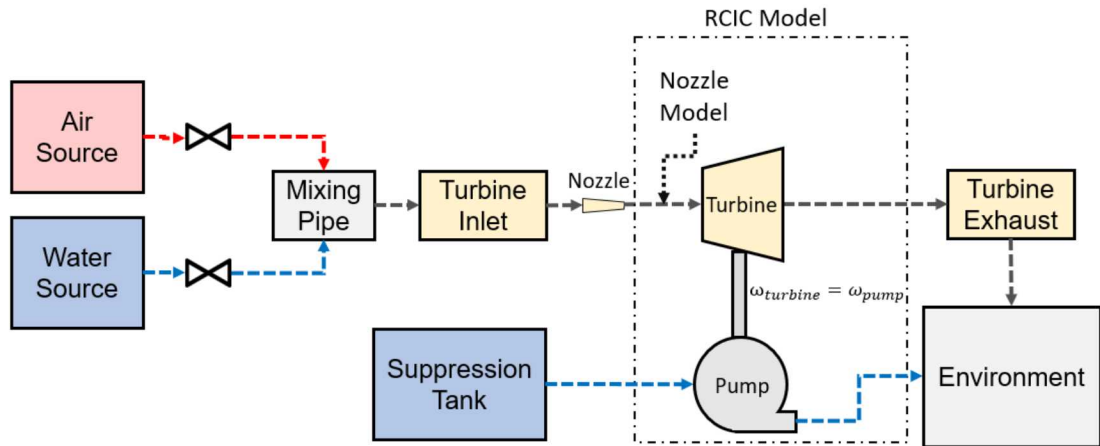 RCIC Model
Air
Source
Nozzle
Model
Mixing
Pipe
Turbine
Inlet
Nozzle
Turbine
Turbine
Exhaust
Water
Source
ω_turbine = ω_pump
Suppression
Tank
Pump
Environment